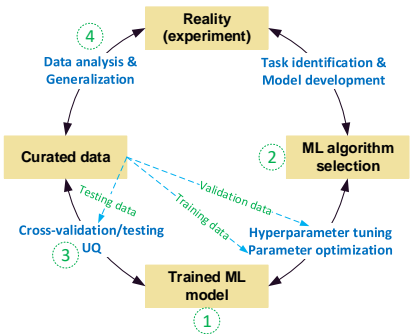 Reality
(experiment)
4
Data analysis &
Generalization
Task identification &
Model development
Curated data
2
ML algorithm
selection
Testing data
Training data
Validation data
Cross-validation/testing
UQ
3
Hyperparameter tuning
Parameter optimization
Trained ML
model
1